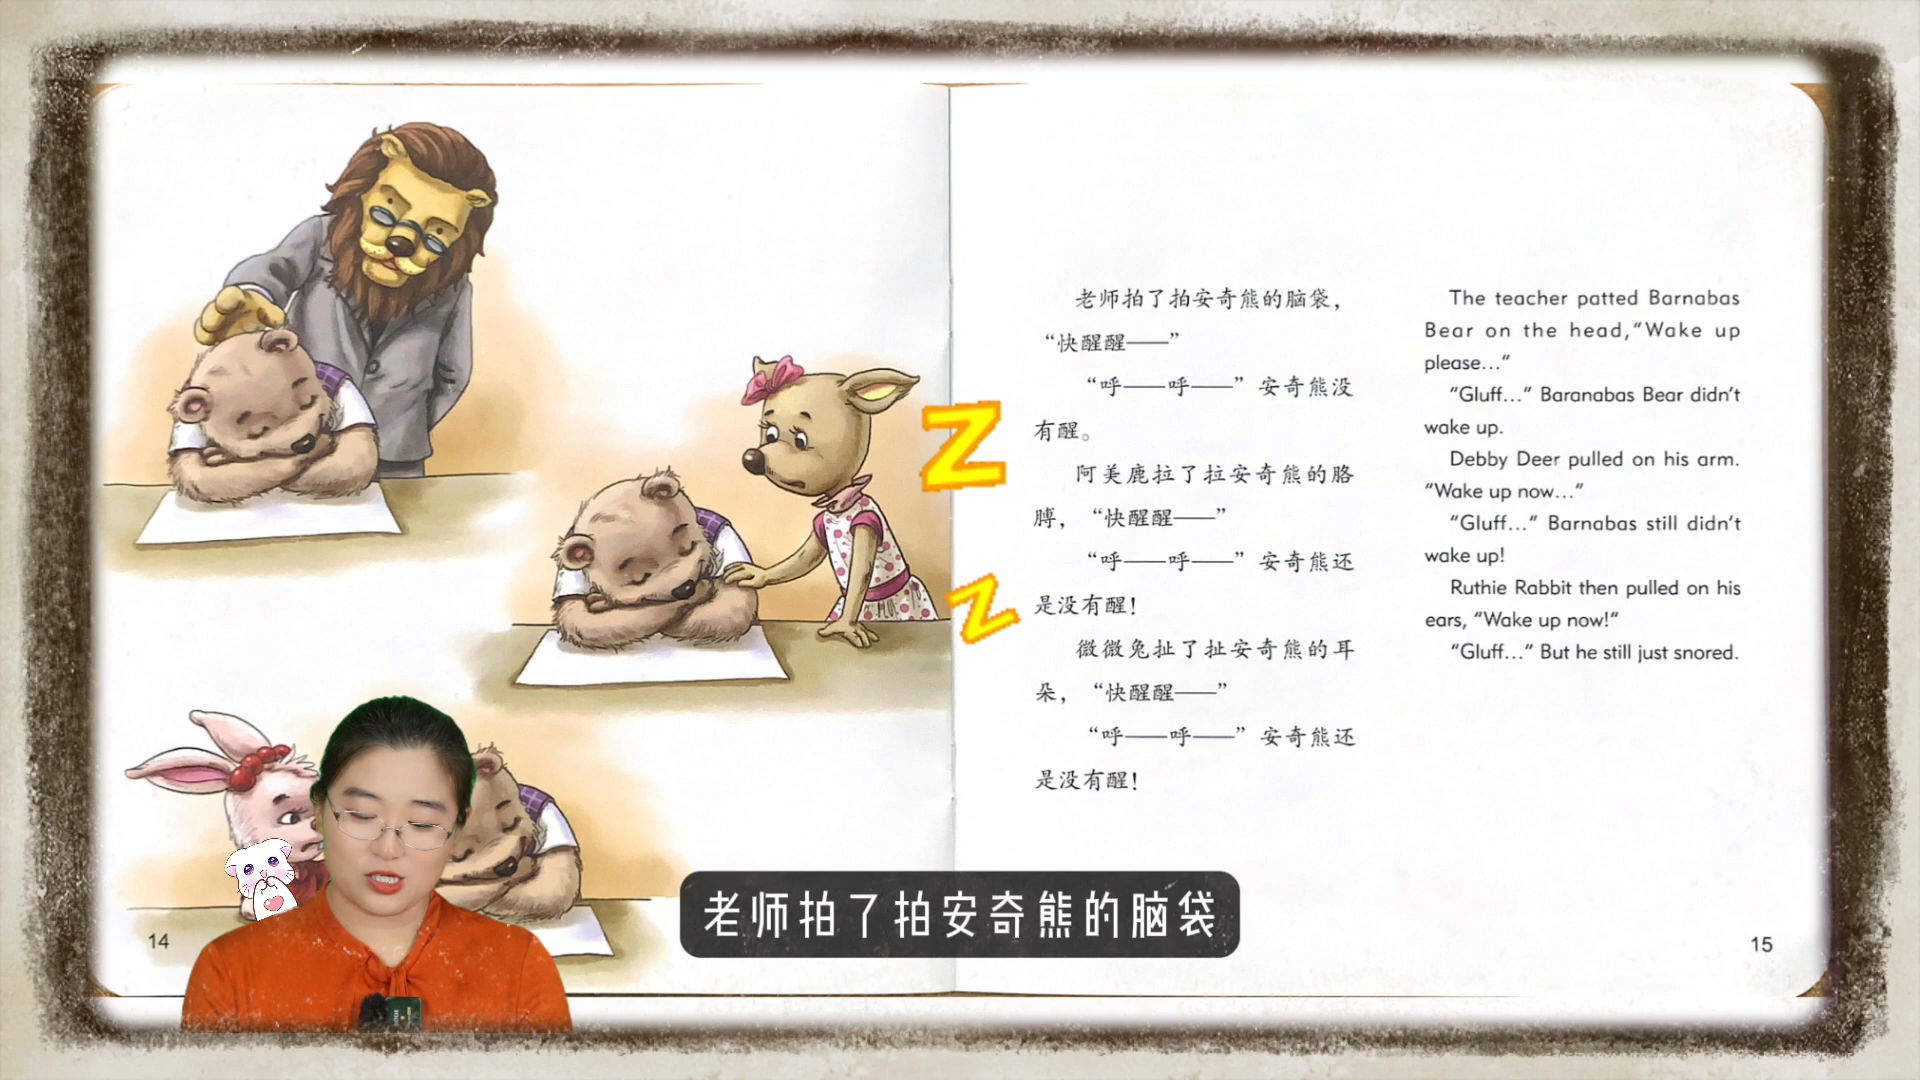 老师拍了拍安奇熊的脑袋，
“快醒醒——”
“呼——呼——”安奇熊没
有醒。
阿美鹿拉了拉安奇熊的胳
膊，“快醒醒——”
“呼——呼——”安奇熊还
是没有醒！
微微兔扯了扯安奇熊的耳
朵，“快醒醒——”
“呼——呼——”安奇熊还
是没有醒！
The teacher patted Barnabas
Bear on the head,“Wake up
please...“
“Gluff...” Baranabas Bear didn’t
wake up.
Debby Deer pulled on his arm.
“Wake up now...“
“Gluff...” Barnabas still didn’t
wake up!
Ruthie Rabbit then pulled on his
ears, “Wake up now!“
“Gluff...” But he still just snored.
Z
Z
老师拍了拍安奇熊的脑袋
14
15